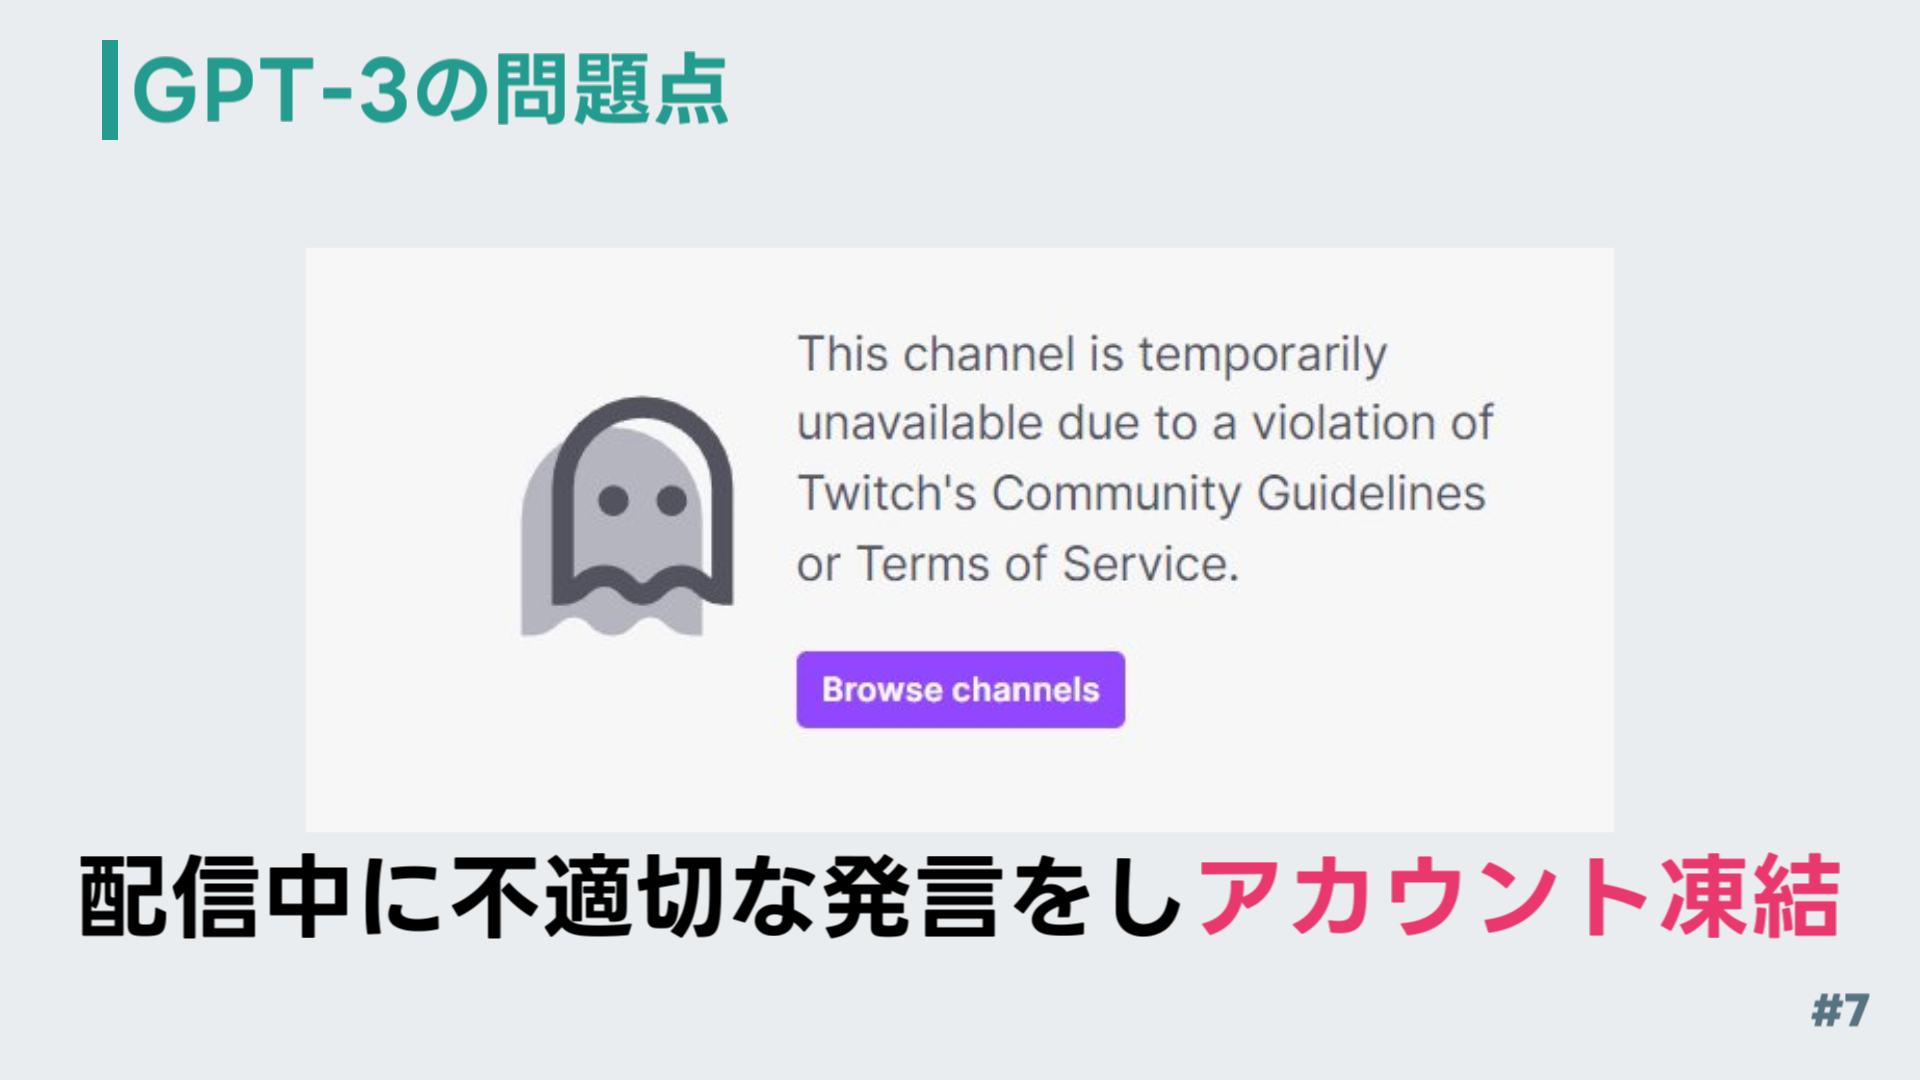 GPT-3の問題点
This channel is temporarily
unavailable due to a violation of
Twitch's Community Guidelines
or Terms of Service.
Browse channels
配信中に不適切な発言をしアカウント凍結
#7